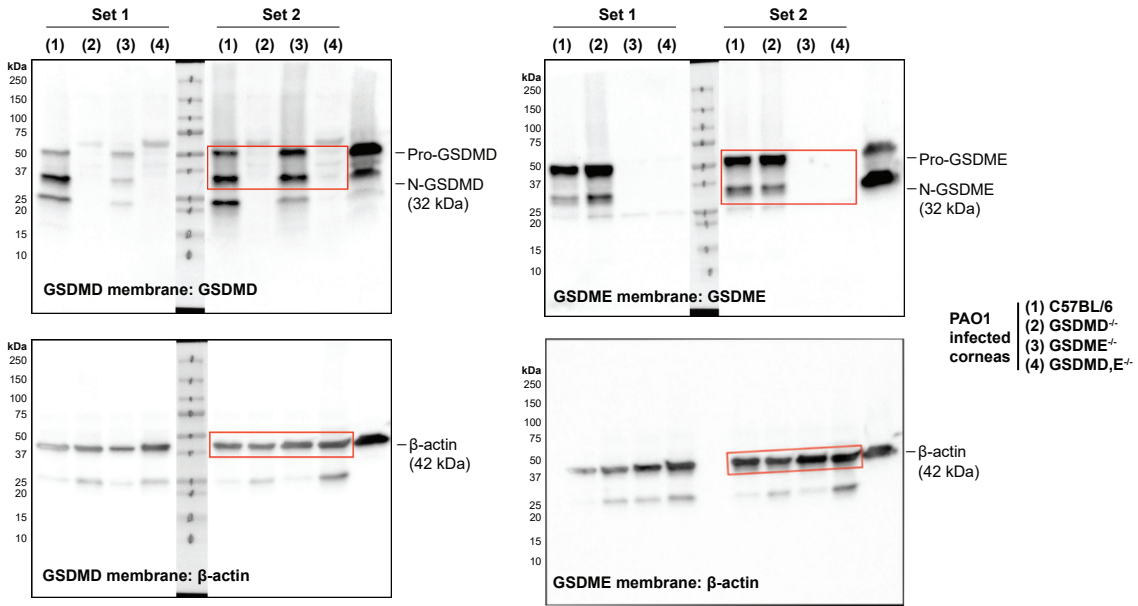 Set 1 Set 2
(1) (2) (3) (4) (1) (2) (3) (4)
kDa
250
150
100
75
50
37
25
20
15
10
Pro-GSDMD
N-GSDMD
(32 kDa)
GSDMD membrane: GSDMD
Set 1 Set 2
(1) (2) (3) (4) (1) (2) (3) (4)
kDa
250
150
100
75
50
37
25
20
15
10
Pro-GSDME
N-GSDME
(32 kDa)
GSDME membrane: GSDME
kDa
250
150
100
75
50
37
25
20
15
10
β-actin
(42 kDa)
GSDMD membrane: β-actin
kDa
250
150
100
75
50
37
25
20
15
10
β-actin
(42 kDa)
GSDME membrane: β-actin
PAO1
infected
corneas
(1) C57BL/6
(2) GSDMD-/-
(3) GSDME-/-
(4) GSDMD,E-/-